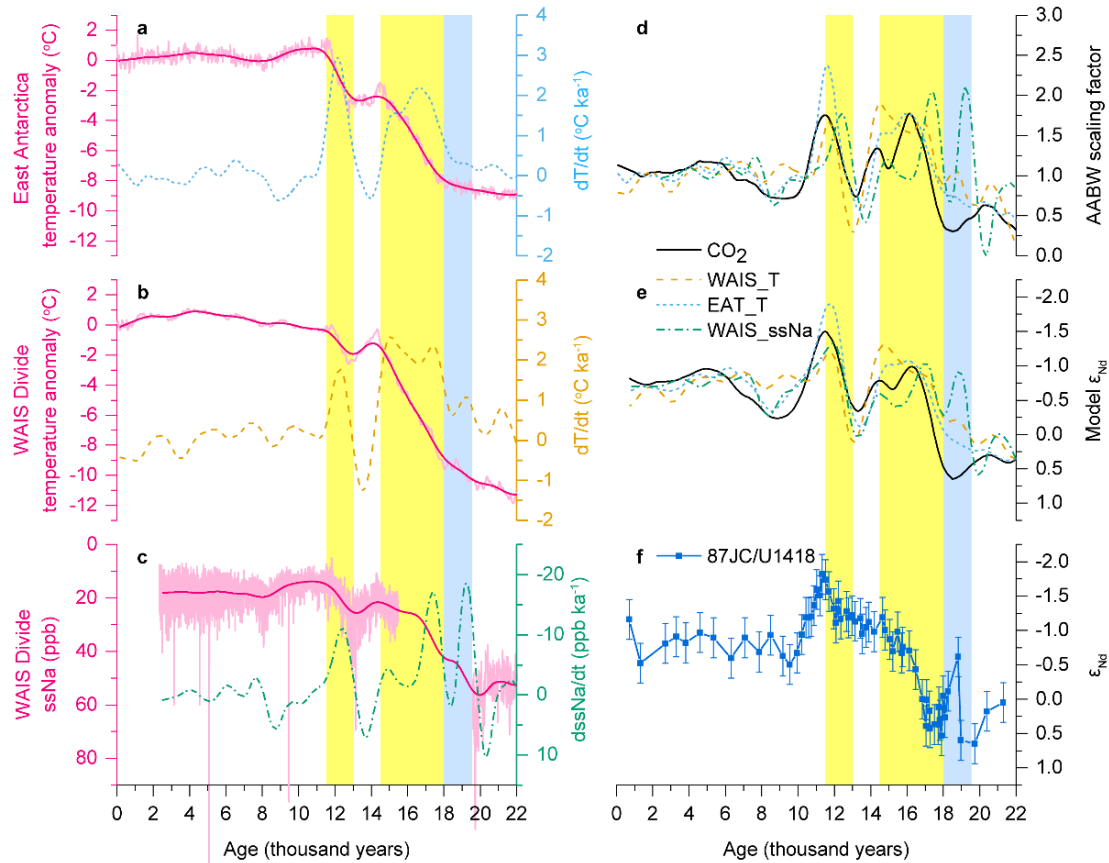 a
East Antarctica
temperature anomaly (°C)
2
0
-2
-4
-6
-8
-10
-12
4
3
2
1
0
-1
-2
dT/dt (°C ka⁻¹)
b
WAIS Divide
temperature anomaly (°C)
2
0
-2
-4
-6
-8
-10
-12
4
3
2
1
0
-1
-2
dT/dt (°C ka⁻¹)
c
WAIS Divide
ssNa (ppb)
0
20
40
60
80
-20
-10
0
10
dssNa/dt (ppb ka⁻¹)
0 2 4 6 8 10 12 14 16 18 20 22
Age (thousand years)
d
3.0
2.5
2.0
1.5
1.0
0.5
0.0
AABW scaling factor
CO₂
WAIS_T
EAT_T
WAIS_ssNa
e
-2.0
-1.5
-1.0
-0.5
0.0
0.5
1.0
Model εNd
f
87JC/U1418
-2.0
-1.5
-1.0
-0.5
0.0
0.5
1.0
εNd
0 2 4 6 8 10 12 14 16 18 20 22
Age (thousand years)